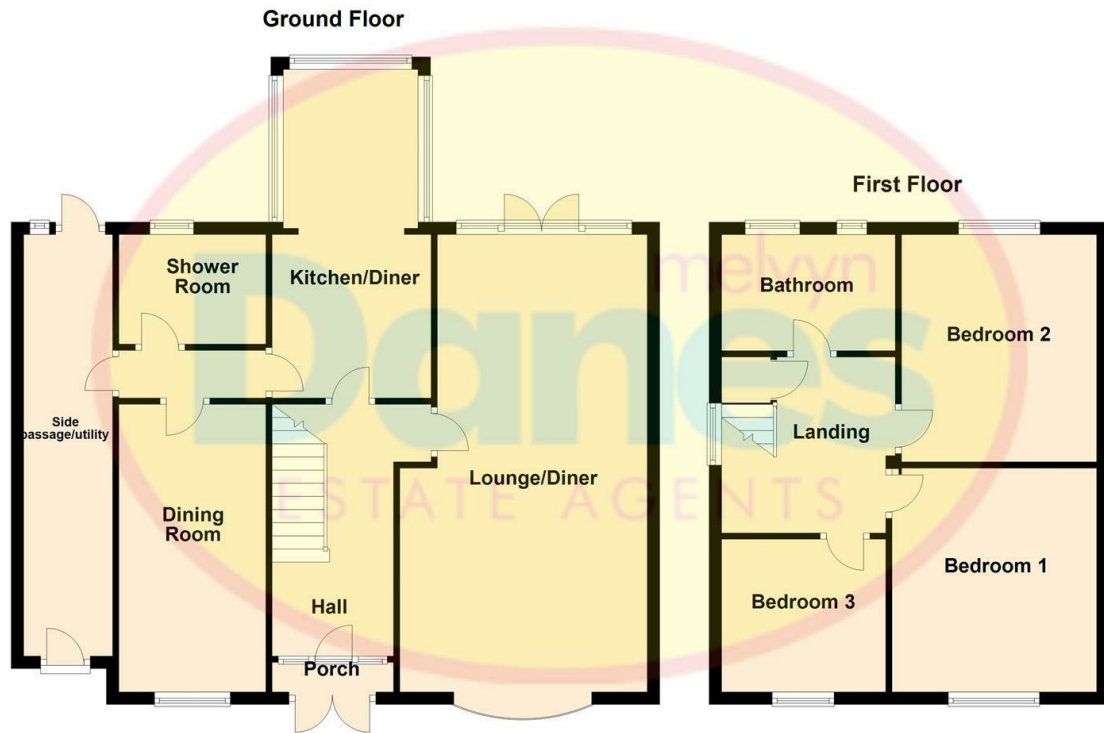 Ground Floor
First Floor
Shower
Room
Kitchen/Diner
melvyn
Bathroom
Bedroom 2
Danes
Side
passage/utility
Landing
Lounge/Diner
ESTATE AGENTS
Dining
Room
Bedroom 1
Hall
Bedroom 3
Porch